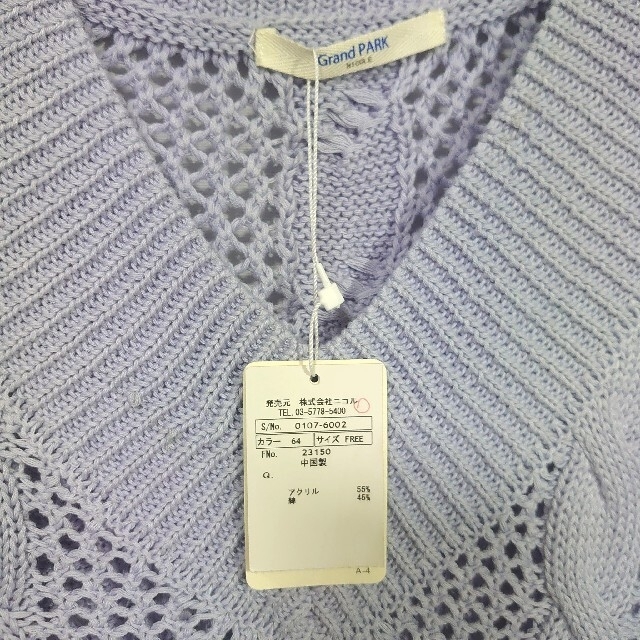 Grand PARK
NICOLE
発売元 株式会社ニコル
TEL.03-5778-5400
S/No. 0107-6002
カラー 64 サイズ FREE
FNo. 23150
中国製
Q.
アクリル 55%
綿 45%
A-4